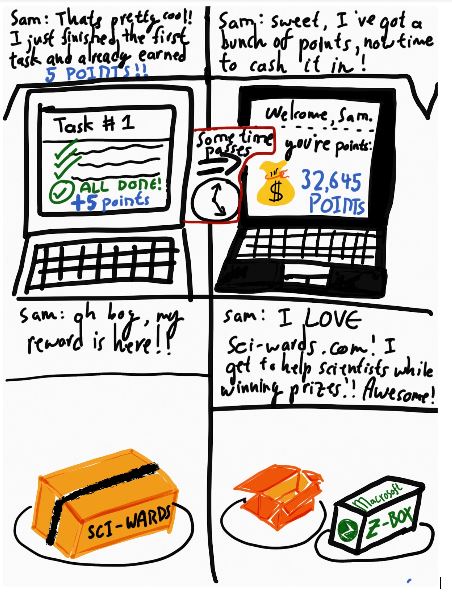 Sam: Thats pretty cool!
I just finished the first
task and already earned
5 POINTS!!
Task # 1
ALL DONE!
+5 points
Some time
passes
Sam: sweet, I've got a
bunch of points, now time
to cash it in!
Welcome, Sam.
you're points:
$
32,645
POINTS
Sam: oh boy, my
reward is here!!
SCI-WARDS
Sam: I LOVE
Sci-wards.com! I
get to help scientists while
winning prizes!! Awesome!
Macrosoft
Z-BOX